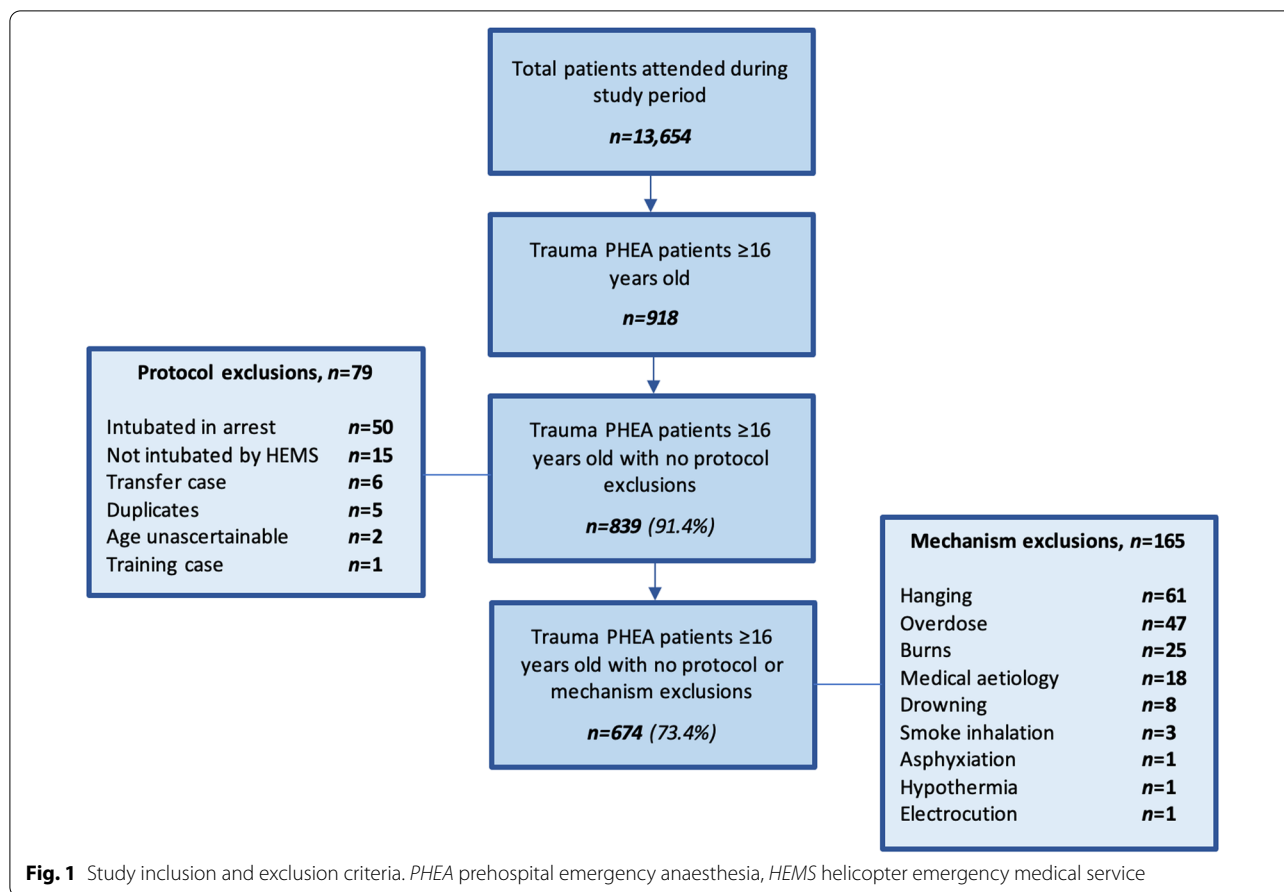 Total patients attended during
study period
n=13,654
Trauma PHEA patients ≥16
years old
n=918
Protocol exclusions, n=79
Intubated in arrest n=50
Not intubated by HEMS n=15
Transfer case n=6
Duplicates n=5
Age unascertainable n=2
Training case n=1
Trauma PHEA patients ≥16
years old with no protocol
exclusions
n=839 (91.4%)
Mechanism exclusions, n=165
Hanging n=61
Overdose n=47
Burns n=25
Medical aetiology n=18
Drowning n=8
Smoke inhalation n=3
Asphyxiation n=1
Hypothermia n=1
Electrocution n=1
Trauma PHEA patients ≥16
years old with no protocol or
mechanism exclusions
n=674 (73.4%)
Fig. 1 Study inclusion and exclusion criteria. PHEA prehospital emergency anaesthesia, HEMS helicopter emergency medical service